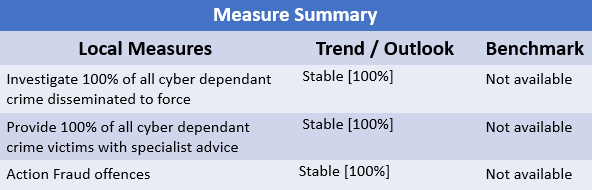 Measure Summary
Local Measures Trend / Outlook Benchmark
Investigate 100% of all cyber dependant Stable [100%] Not available
crime disseminated to force
Provide 100% of all cyber dependant Stable [100%] Not available
crime victims with specialist advice
Action Fraud offences Stable [100%] Not available